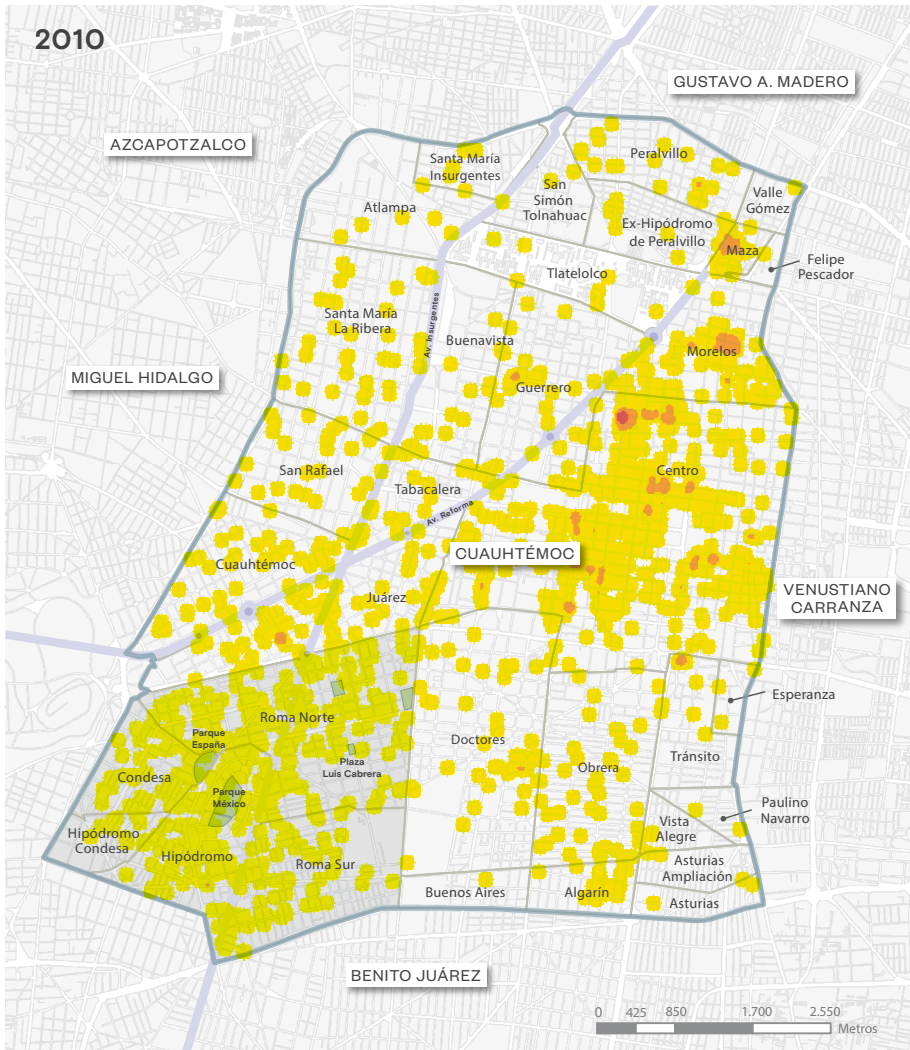 2010
GUSTAVO A. MADERO
AZCAPOTZALCO
Santa María
Insurgentes
Peralvillo
San
Simón
Tolnahuac
Valle
Gómez
Atlampa
Ex-Hipódromo
de Peralvillo
Maza
Felipe
Pescador
Tlatelolco
Santa María
La Ribera
Av. Insurgentes
Buenavista
Morelos
MIGUEL HIDALGO
Guerrero
San Rafael
Centro
Tabacalera
Av. Reforma
CUAUHTÉMOC
Cuauhtémoc
Juárez
VENUSTIANO
CARRANZA
Esperanza
Roma Norte
Parque
España
Doctores
Tránsito
Plaza
Luis Cabrera
Obrera
Condesa
Parque
México
Paulino
Navarro
Vista
Alegre
Hipódromo
Condesa
Hipódromo
Roma Sur
Asturias
Ampliación
Buenos Aires
Algarín
Asturias
BENITO JUÁREZ
0 425 850 1.700 2.550
Metros